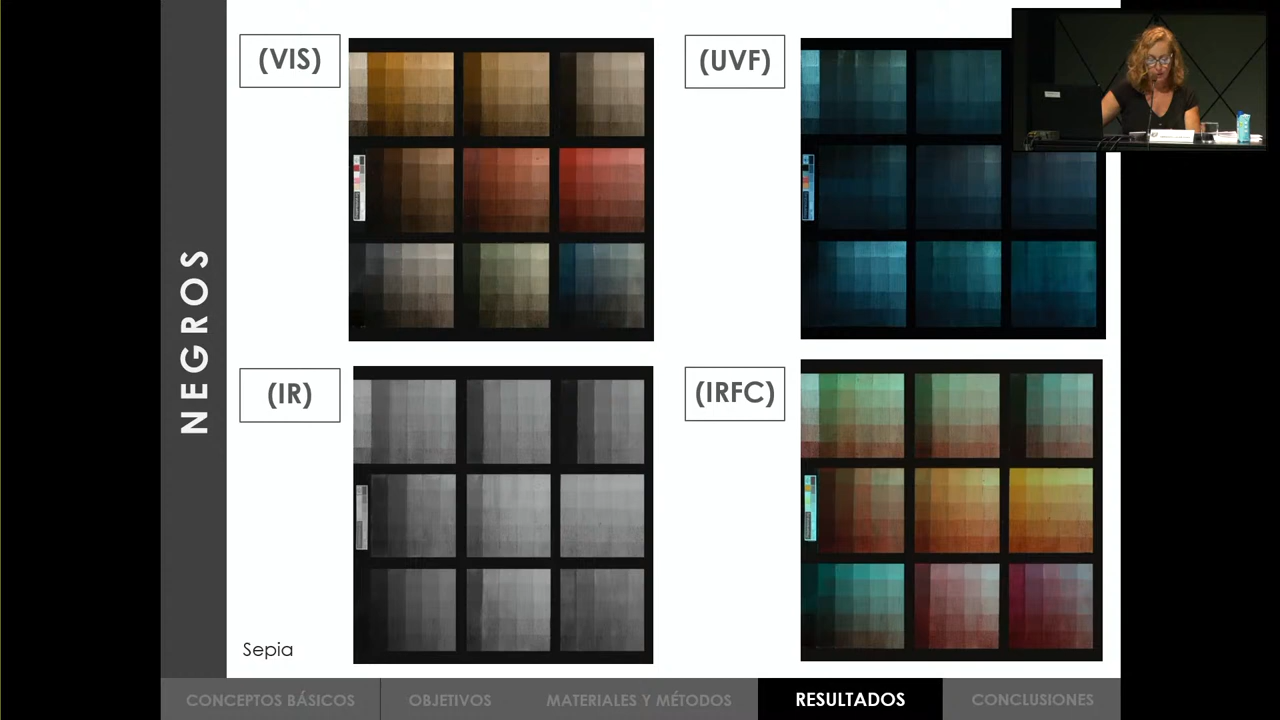 NEGROS
(VIS)
(UVF)
(IR)
(IRFC)
Sepia
CONCEPTOS BÁSICOS
OBJETIVOS
MATERIALES Y MÉTODOS
RESULTADOS
CONCLUSIONES